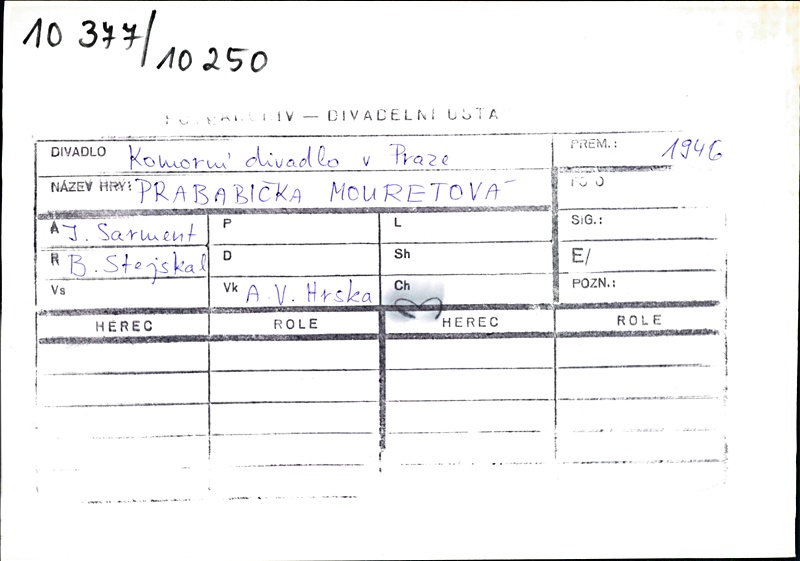 10 377/10 250
— DIVADELNÍ ÚSTA
DIVADLO Komorní divadlo v Praze PREM.: 1946
NÁZEV HRY: PRABABIČKA MOURETOVÁ
A J. Sarment P L SIG.:
R B. Stejskal D Sh E/
Vs Vk A.V. Hrska Ch POZN.:
HEREC ROLE HEREC ROLE